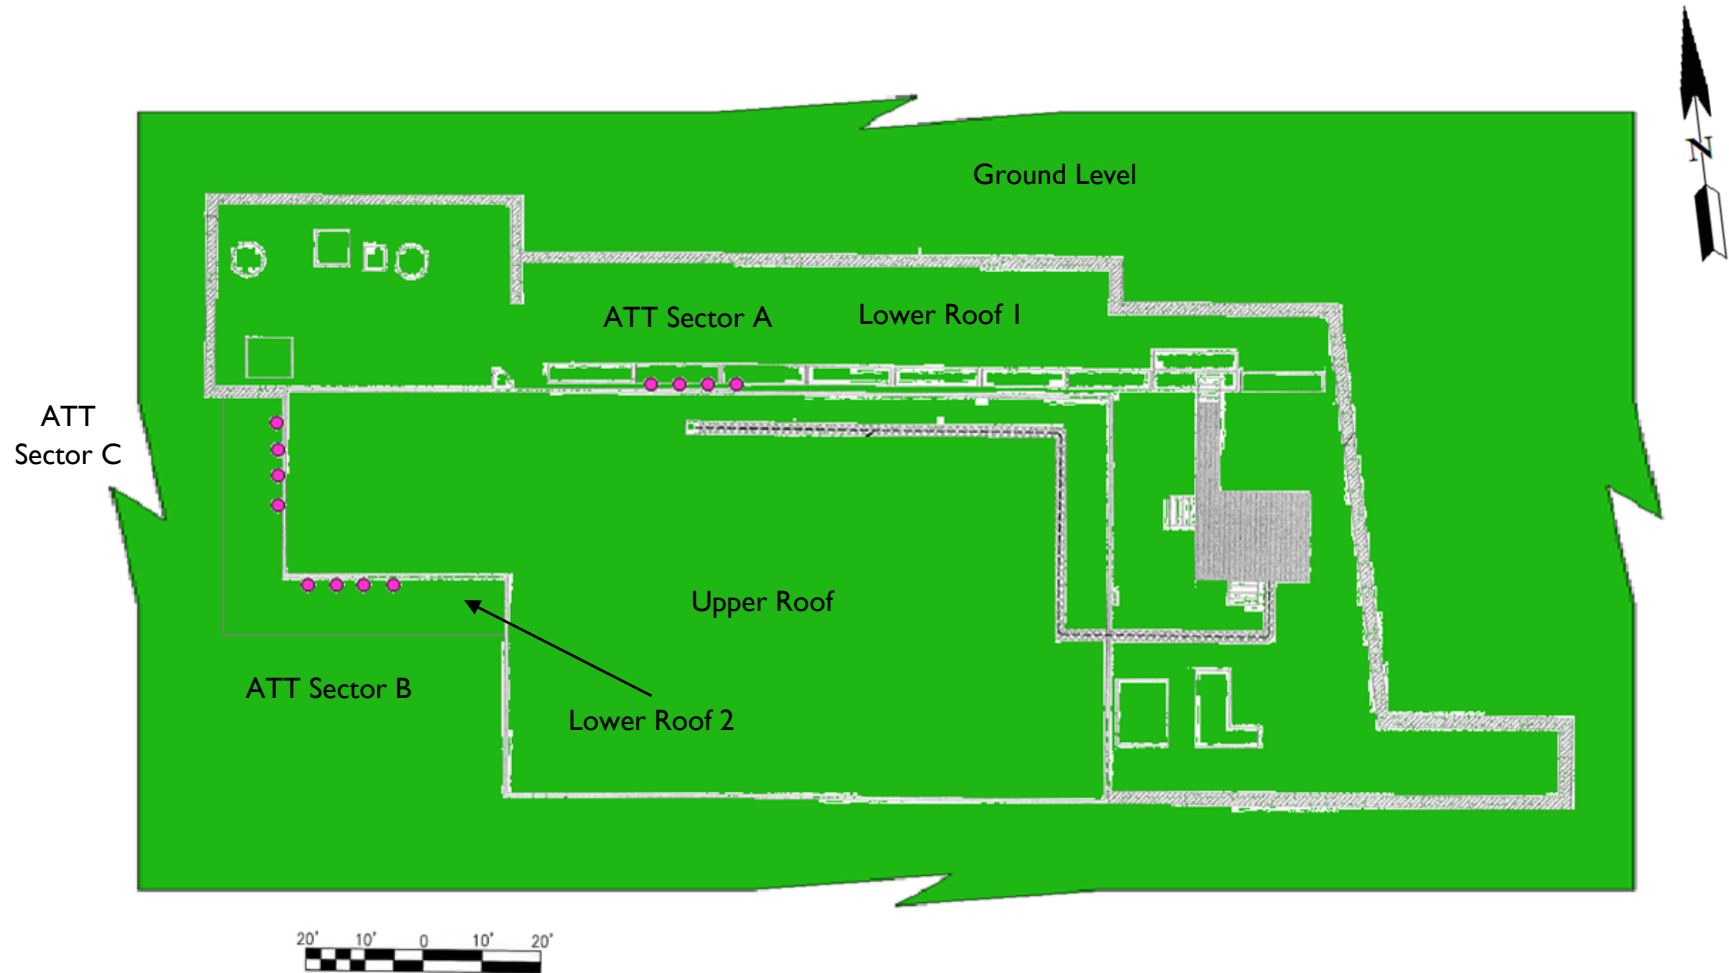 N
Ground Level
ATT Sector A
Lower Roof 1
ATT
Sector C
Upper Roof
ATT Sector B
Lower Roof 2
20' 10' 0 10' 20'